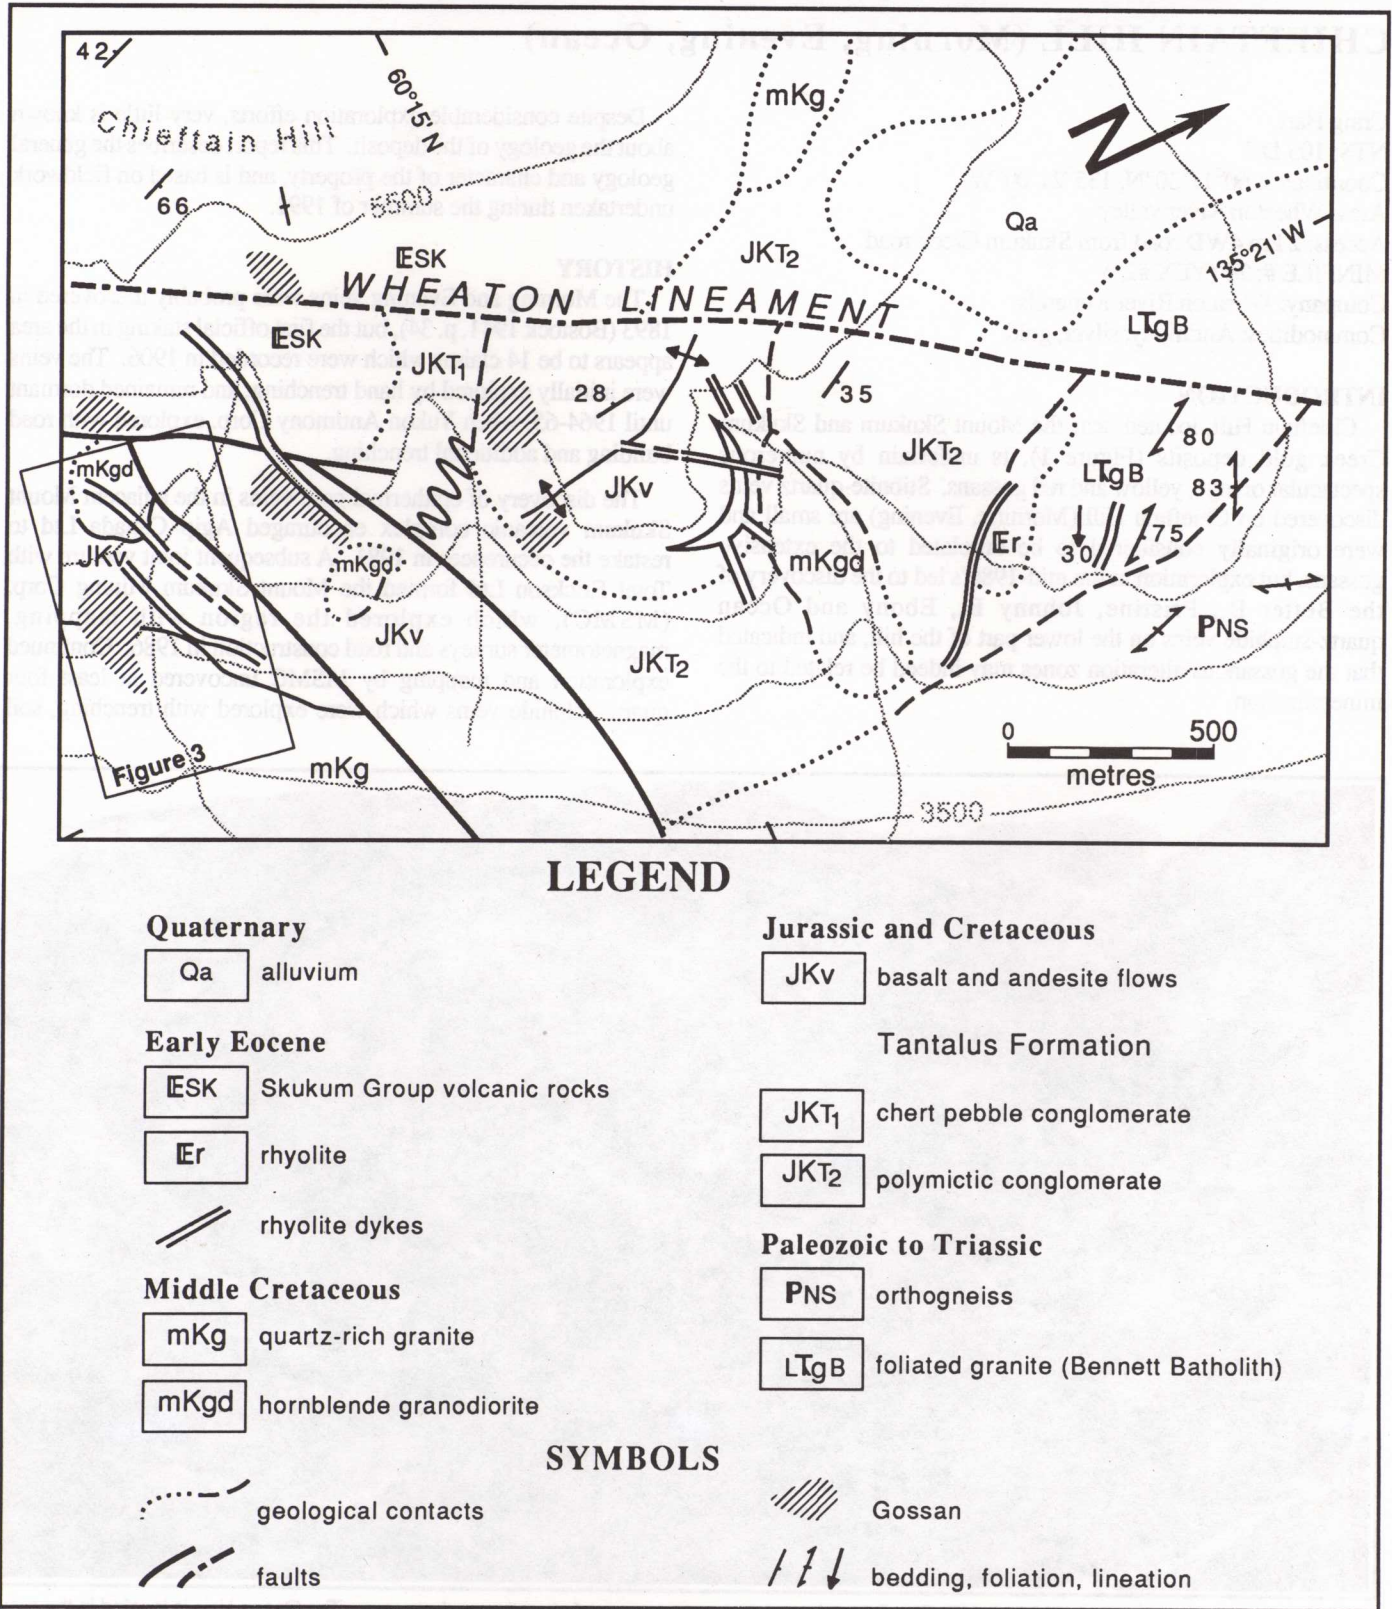 42
60°15'N
mKg
Chieftain Hill
66
5500
Qa
135°21' W
ESK
JKT2
WHEATON LINEAMENT
LTgB
ESK
JKT1
28
35
JKT2
80
mKgd
JKv
LTgB
83
JKv
Er
30
75
mKgd
mKgd
PNS
JKv
JKT2
0 500
metres
Figure 3
mKg
3500
LEGEND
Quaternary
Qa alluvium
Early Eocene
ESK Skukum Group volcanic rocks
Er rhyolite
rhyolite dykes
Middle Cretaceous
mKg quartz-rich granite
mKgd hornblende granodiorite
Jurassic and Cretaceous
JKv basalt and andesite flows
Tantalus Formation
JKT1 chert pebble conglomerate
JKT2 polymictic conglomerate
Paleozoic to Triassic
PNS orthogneiss
LTgB foliated granite (Bennett Batholith)
SYMBOLS
geological contacts
faults
Gossan
bedding, foliation, lineation